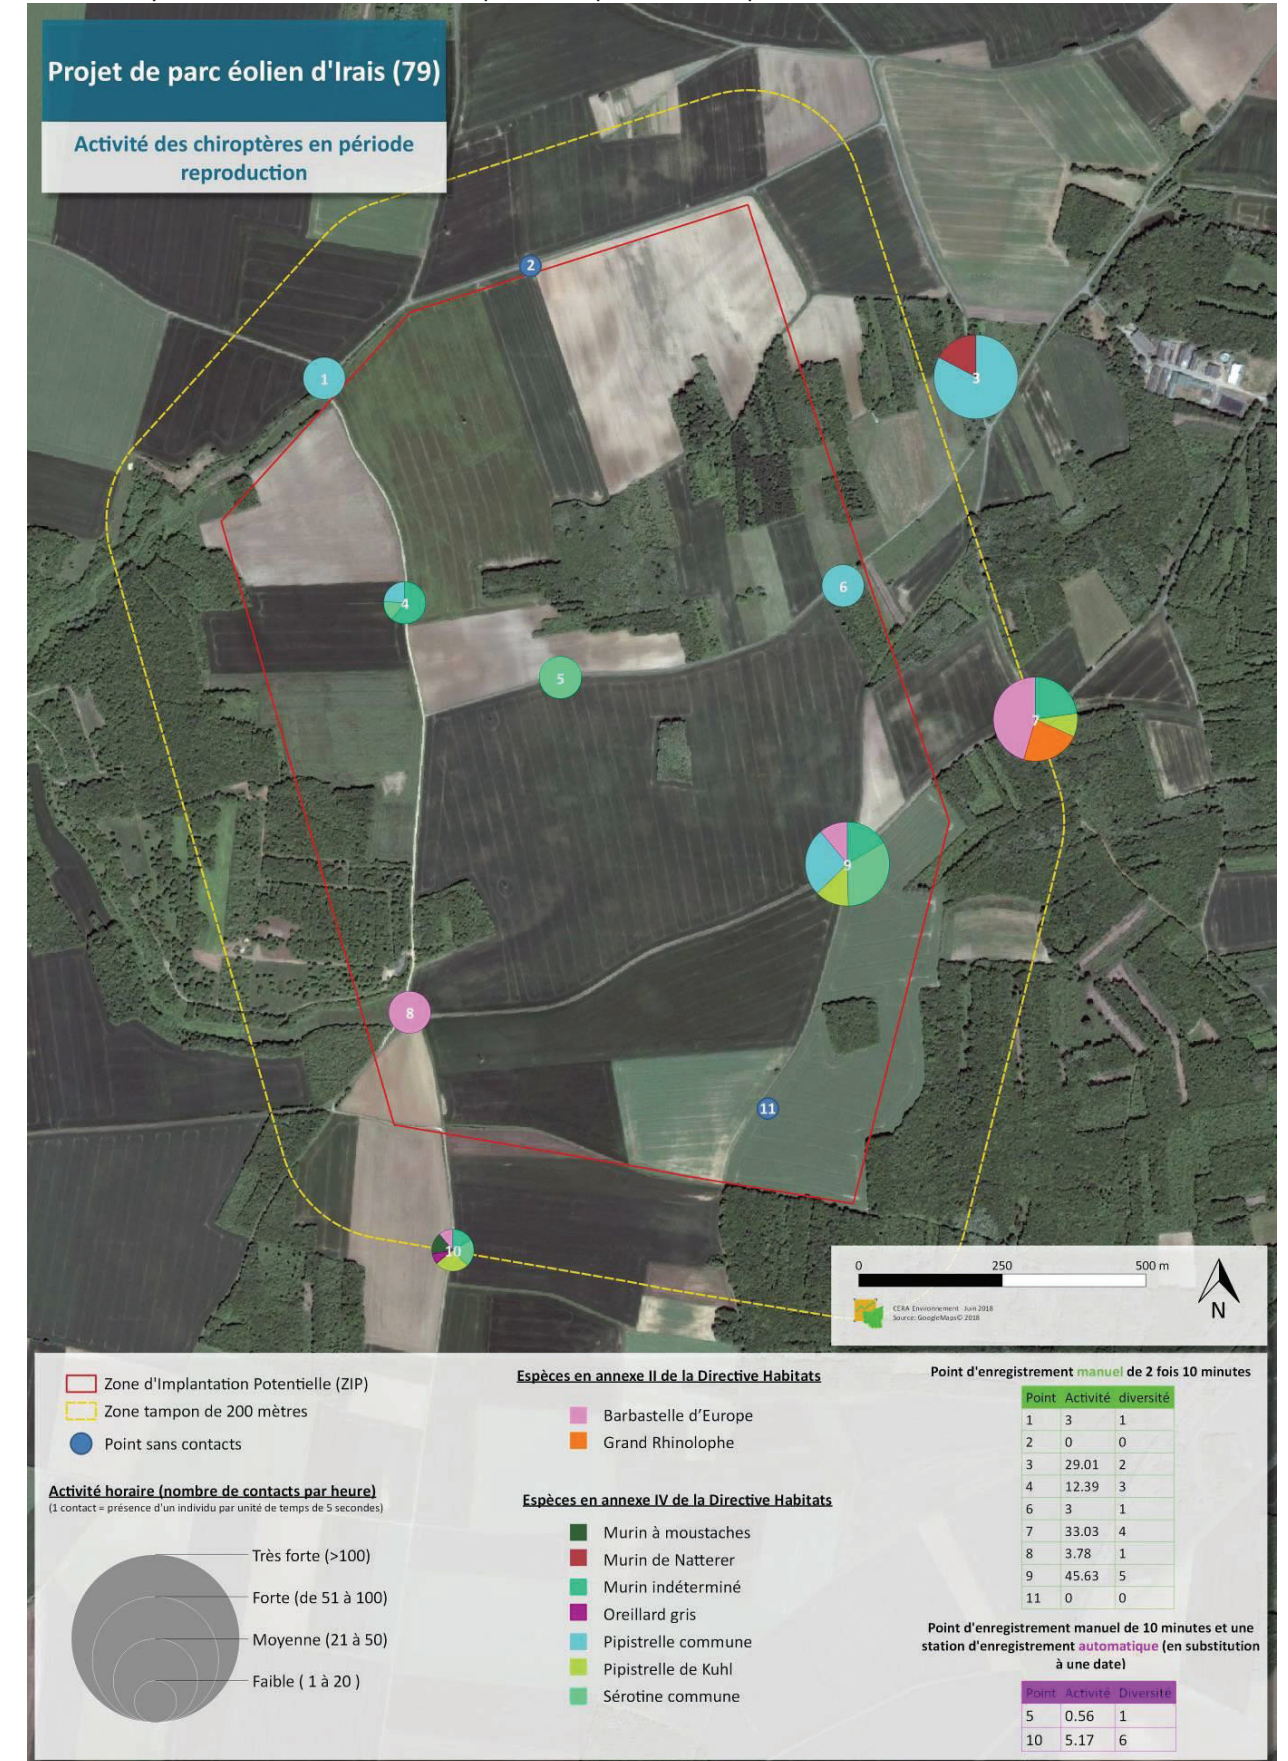 Projet de parc éolien d'Irais (79)
Activité des chiroptères en période
reproduction
2
1
3
4
6
5
7
9
8
11
10
0 250 500 m
CERA Environnement Juin 2018
Source: GoogleMaps© 2018
N
Zone d'Implantation Potentielle (ZIP)
Zone tampon de 200 mètres
Point sans contacts
Activité horaire (nombre de contacts par heure)
(1 contact = présence d'un individu par unité de temps de 5 secondes)
Très forte (>100)
Forte (de 51 à 100)
Moyenne (21 à 50)
Faible ( 1 à 20 )
Espèces en annexe II de la Directive Habitats
Barbastelle d'Europe
Grand Rhinolophe
Espèces en annexe IV de la Directive Habitats
Murin à moustaches
Murin de Natterer
Murin indéterminé
Oreillard gris
Pipistrelle commune
Pipistrelle de Kuhl
Sérotine commune
Point d'enregistrement manuel de 2 fois 10 minutes
Point Activité diversité
1 3 1
2 0 0
3 29.01 2
4 12.39 3
6 3 1
7 33.03 4
8 3.78 1
9 45.63 5
11 0 0
Point d'enregistrement manuel de 10 minutes et une
station d'enregistrement automatique (en substitution
à une date)
Point Activité Diversité
5 0.56 1
10 5.17 6